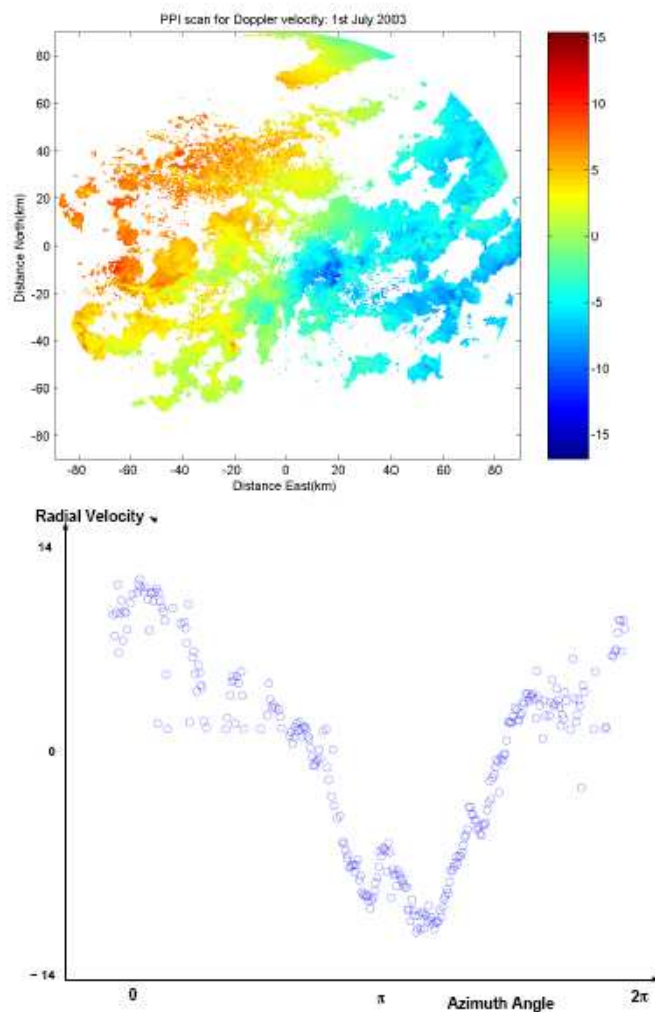 PPI scan for Doppler velocity: 1st July 2003
80
60
40
20
0
-20
-40
-60
-80
Distance North(km)
-80 -60 -40 -20 0 20 40 60 80
Distance East(km)
15
10
5
0
-5
-10
-15
Radial Velocity
14
0
− 14
0 π 2π
Azimuth Angle